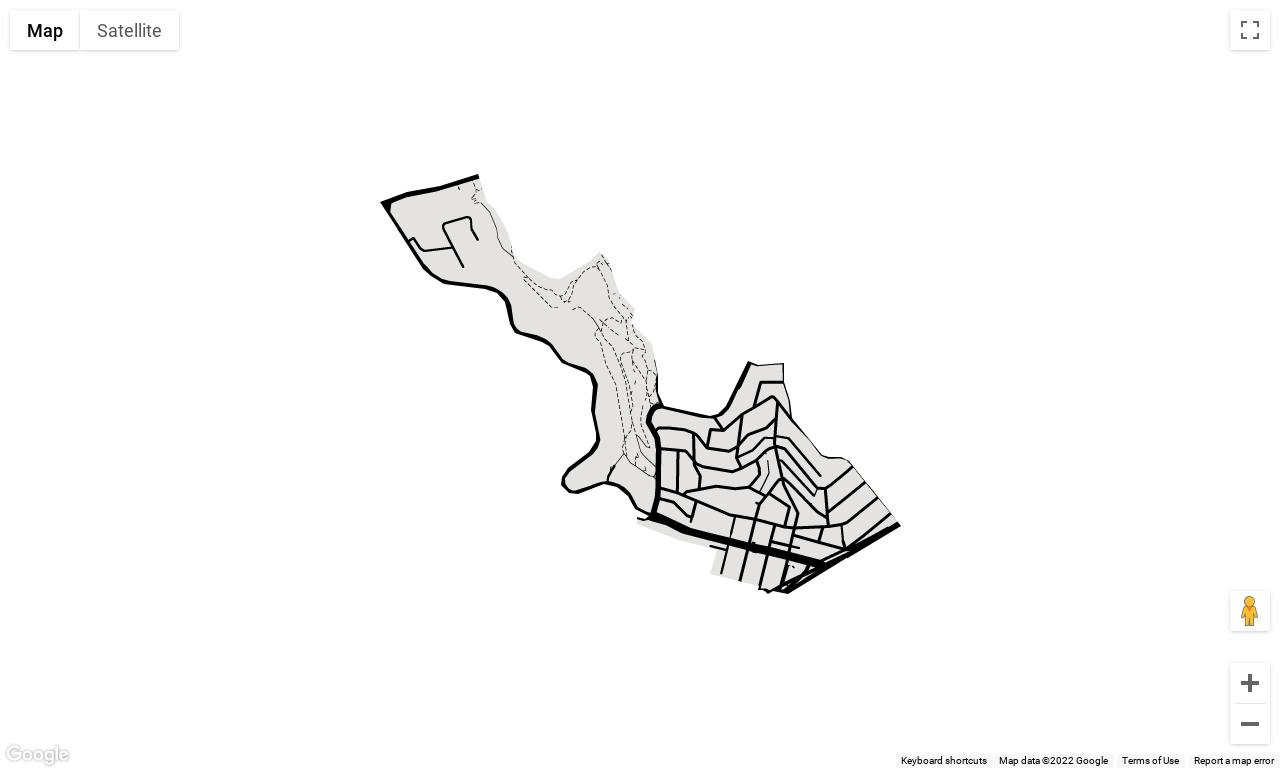 Map Satellite
Google
Keyboard shortcuts Map data ©2022 Google Terms of Use Report a map error